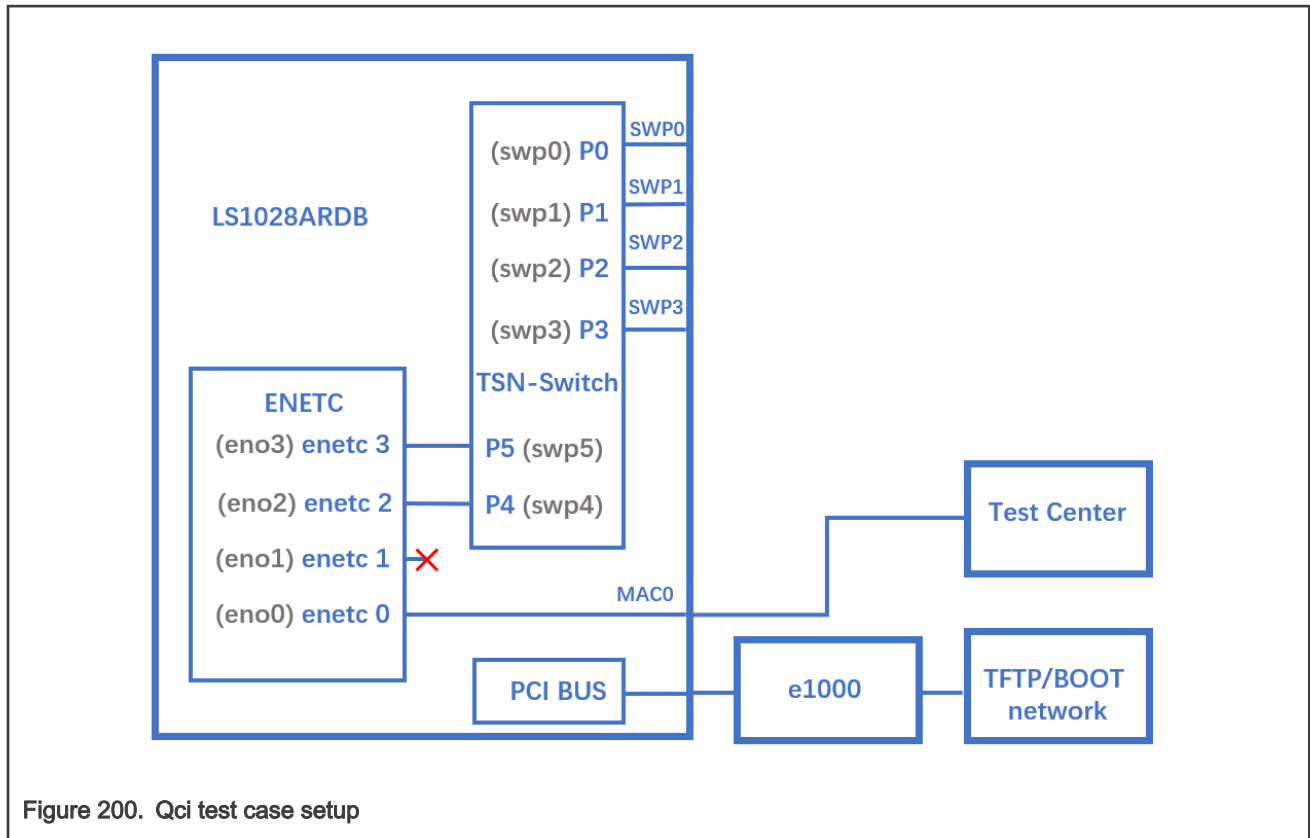 LS1028ARDB
(swp0) P0
SWP0
(swp1) P1
SWP1
(swp2) P2
SWP2
(swp3) P3
SWP3
TSN-Switch
P5 (swp5)
P4 (swp4)
ENETC
(eno3) enetc 3
(eno2) enetc 2
(eno1) enetc 1
(eno0) enetc 0
MAC0
Test Center
PCI BUS
e1000
TFTP/BOOT
network
Figure 200. Qci test case setup